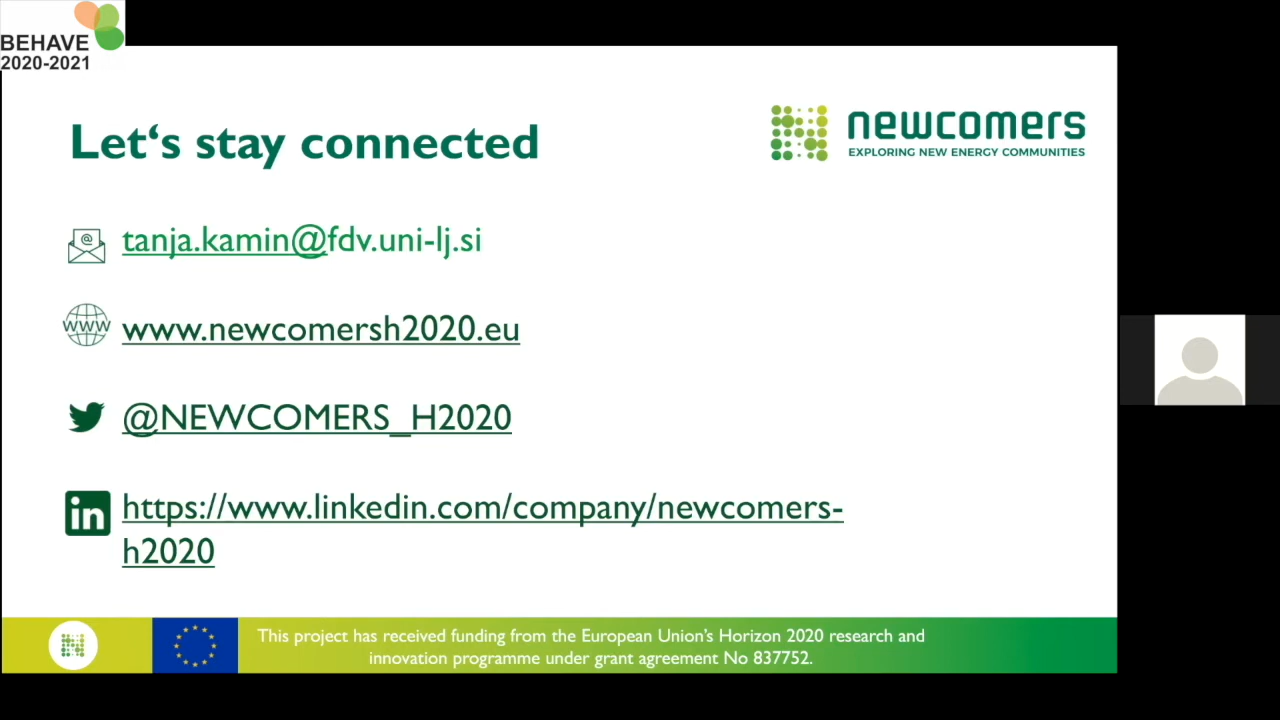 BEHAVE
2020-2021
Let‘s stay connected
newcomers
EXPLORING NEW ENERGY COMMUNITIES
@
tanja.kamin@fdv.uni-lj.si
WWW
www.newcomersh2020.eu
@NEWCOMERS_H2020
in
https://www.linkedin.com/company/newcomers-
h2020
This project has received funding from the European Union’s Horizon 2020 research and
innovation programme under grant agreement No 837752.